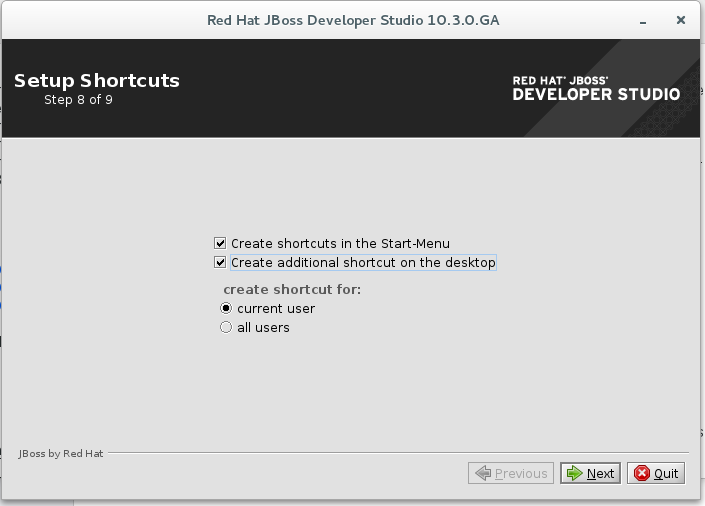 Red Hat JBoss Developer Studio 10.3.0.GA
Setup Shortcuts
Step 8 of 9
RED HAT® JBOSS®
DEVELOPER STUDIO
Create shortcuts in the Start-Menu
Create additional shortcut on the desktop
create shortcut for:
current user
all users
JBoss by Red Hat
Previous
Next
Quit